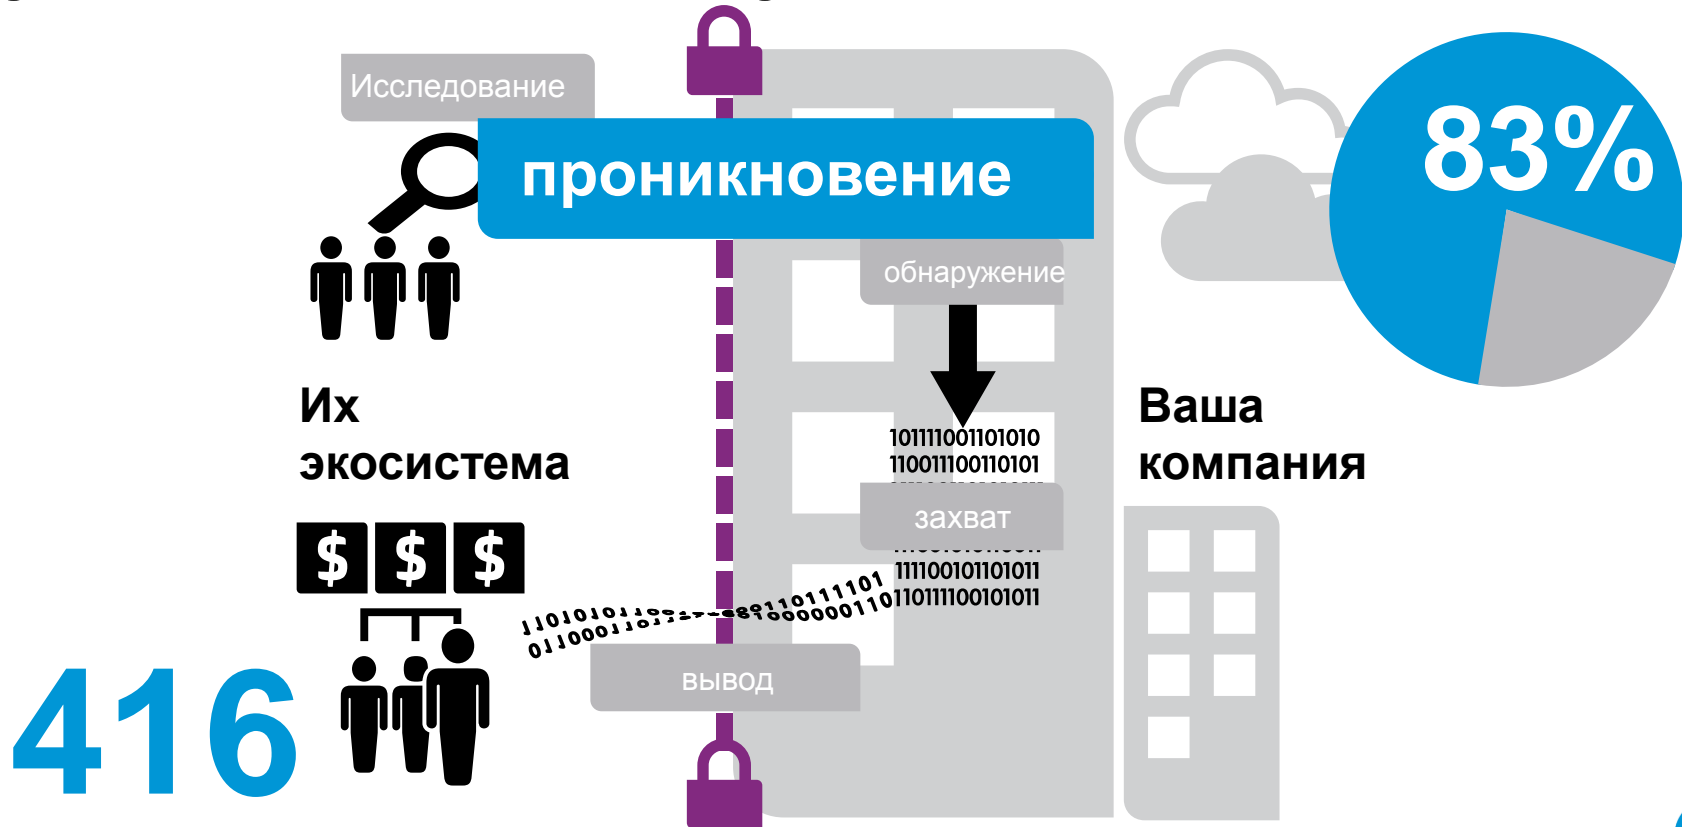 Исследование
83%
проникновение
обнаружение
Их
экосистема
Ваша
компания
101111001101010
110011100110101
захват
$ $ $
111100101101011
110111100101011
вывод
416